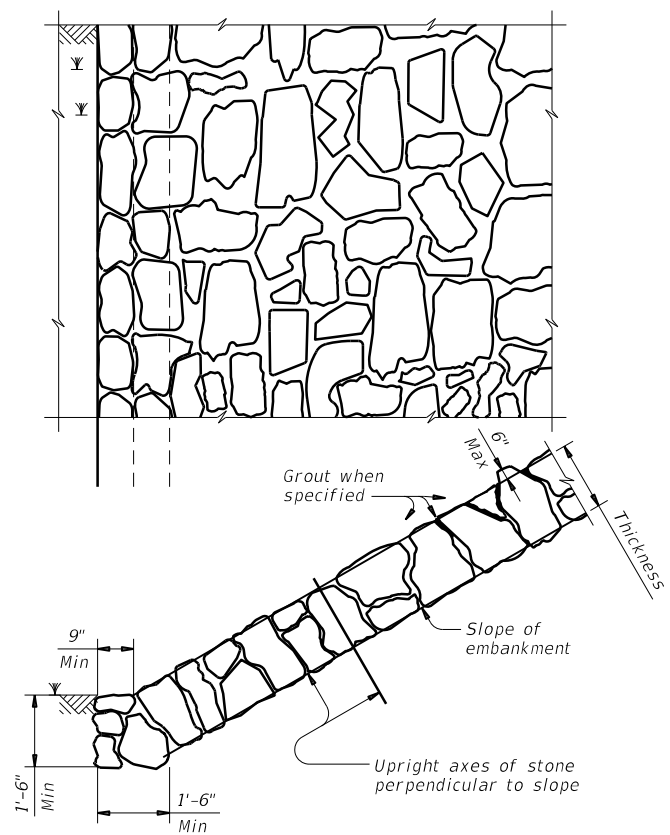 6"
Max
Grout when
specified
Thickness
Slope of
embankment
9"
Min
1'-6"
Min
Upright axes of stone
perpendicular to slope
1'-6"
Min